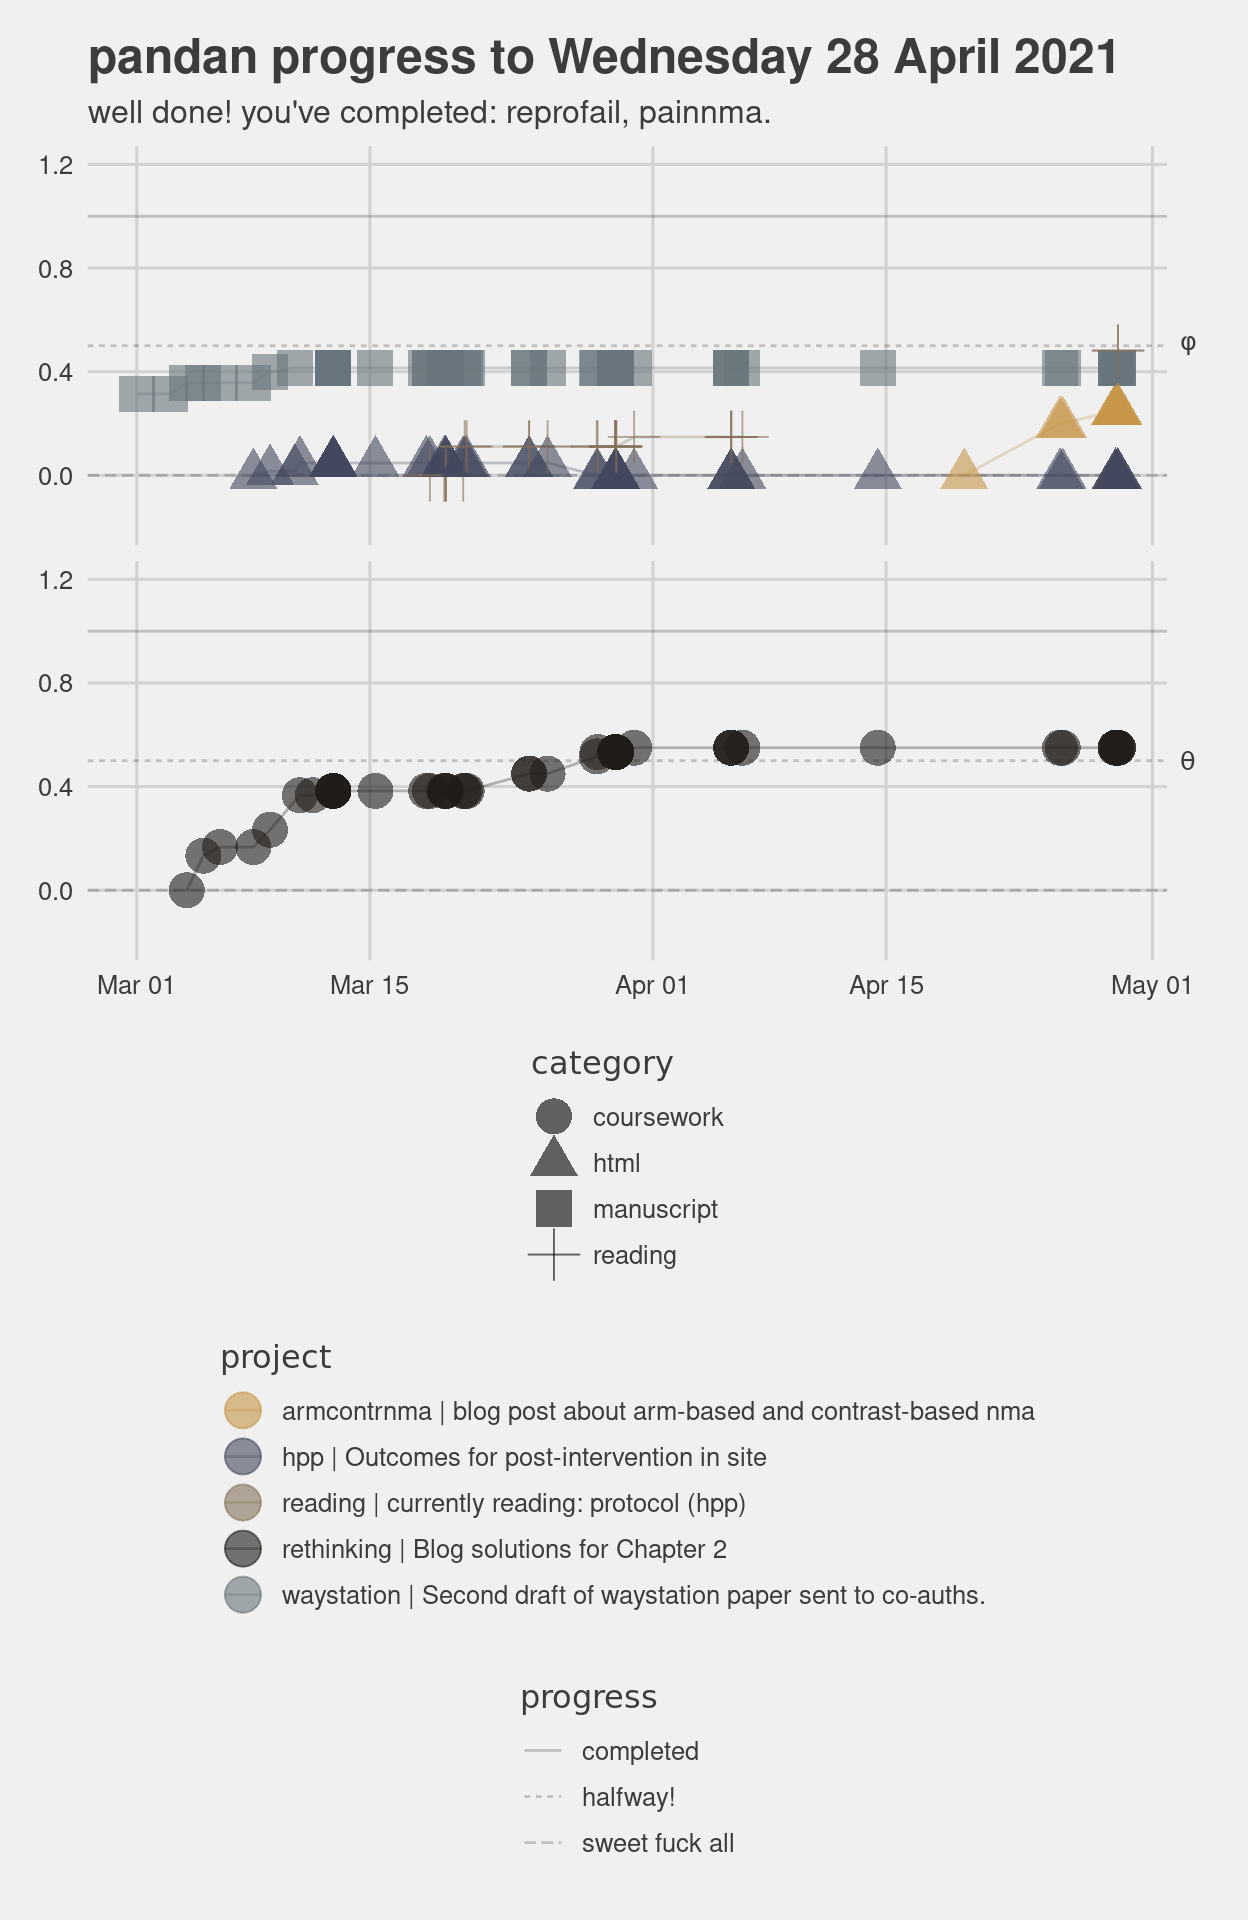 pandan progress to Wednesday 28 April 2021
well done! you've completed: reprofail, painnma.
1.2
0.8
φ
0.4
0.0
1.2
0.8
θ
0.4
0.0
Mar 01 Mar 15 Apr 01 Apr 15 May 01
category
coursework
html
manuscript
reading
project
armcontrnma | blog post about arm-based and contrast-based nma
hpp | Outcomes for post-intervention in site
reading | currently reading: protocol (hpp)
rethinking | Blog solutions for Chapter 2
waystation | Second draft of waystation paper sent to co-auths.
progress
completed
halfway!
sweet fuck all